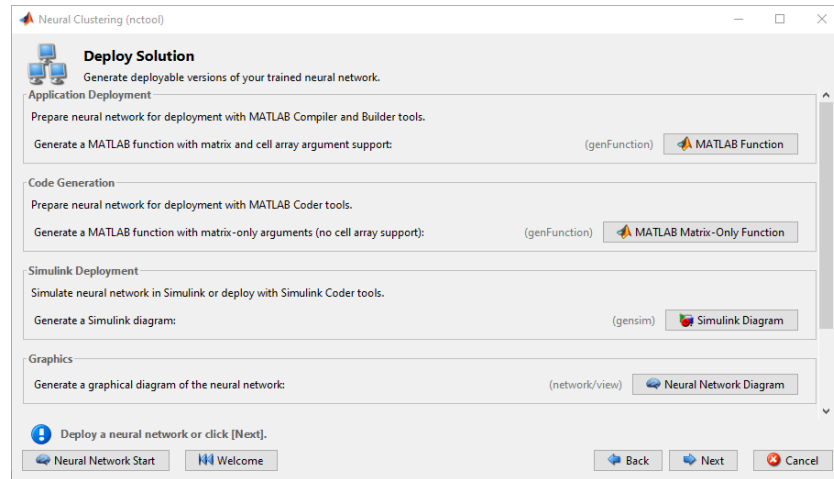 Neural Clustering (nctool)
Deploy Solution
Generate deployable versions of your trained neural network.
Application Deployment
Prepare neural network for deployment with MATLAB Compiler and Builder tools.
Generate a MATLAB function with matrix and cell array argument support: (genFunction) MATLAB Function
Code Generation
Prepare neural network for deployment with MATLAB Coder tools.
Generate a MATLAB function with matrix-only arguments (no cell array support): (genFunction) MATLAB Matrix-Only Function
Simulink Deployment
Simulate neural network in Simulink or deploy with Simulink Coder tools.
Generate a Simulink diagram: (gensim) Simulink Diagram
Graphics
Generate a graphical diagram of the neural network: (network/view) Neural Network Diagram
Deploy a neural network or click [Next].
Neural Network Start Welcome Back Next Cancel